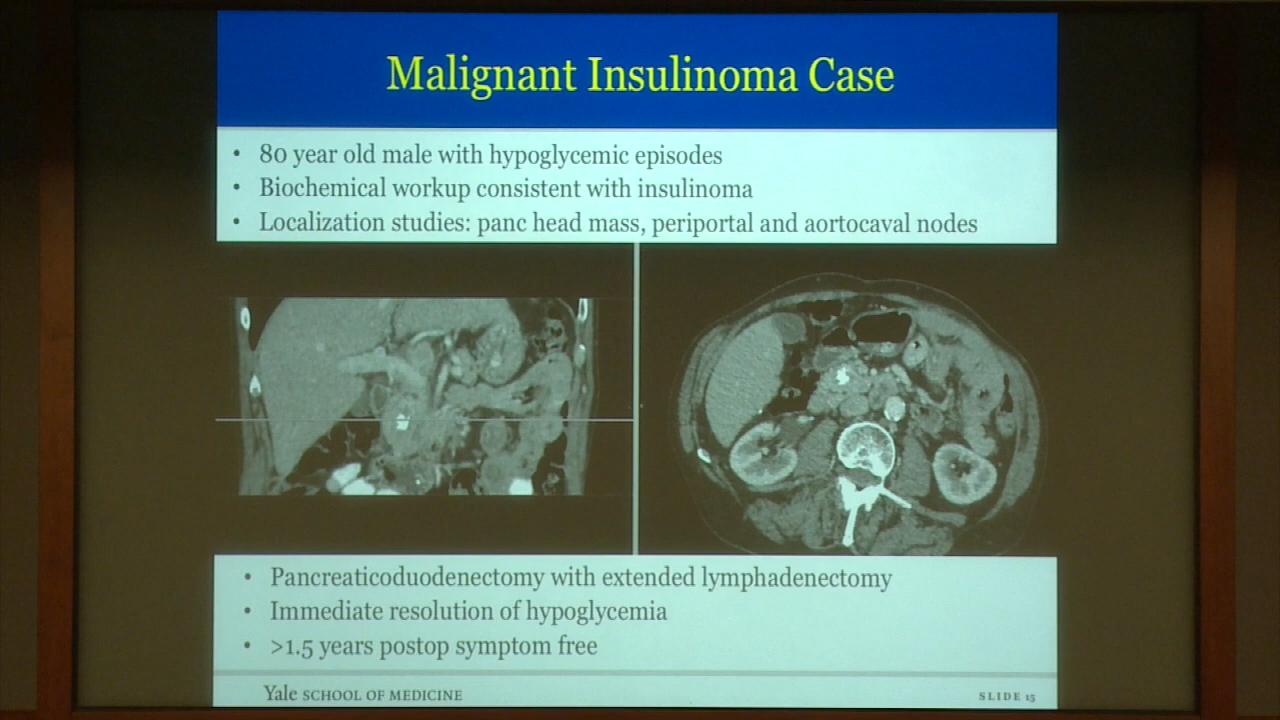 Malignant Insulinoma Case
• 80 year old male with hypoglycemic episodes
• Biochemical workup consistent with insulinoma
• Localization studies: panc head mass, periportal and aortocaval nodes
• Pancreaticoduodenectomy with extended lymphadenectomy
• Immediate resolution of hypoglycemia
• >1.5 years postop symptom free
Yale SCHOOL OF MEDICINE
SLIDE 15